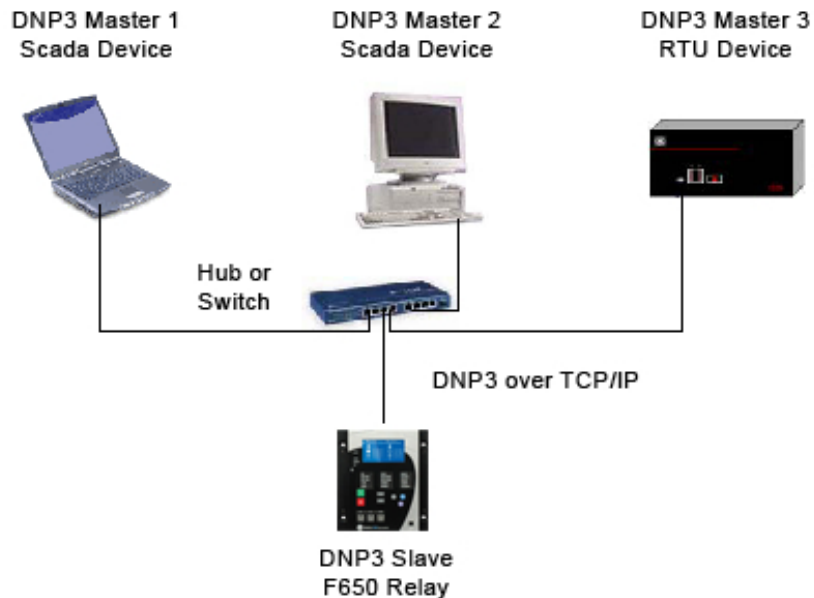 DNP3 Master 1
Scada Device
DNP3 Master 2
Scada Device
DNP3 Master 3
RTU Device
Hub or
Switch
DNP3 over TCP/IP
DNP3 Slave
F650 Relay